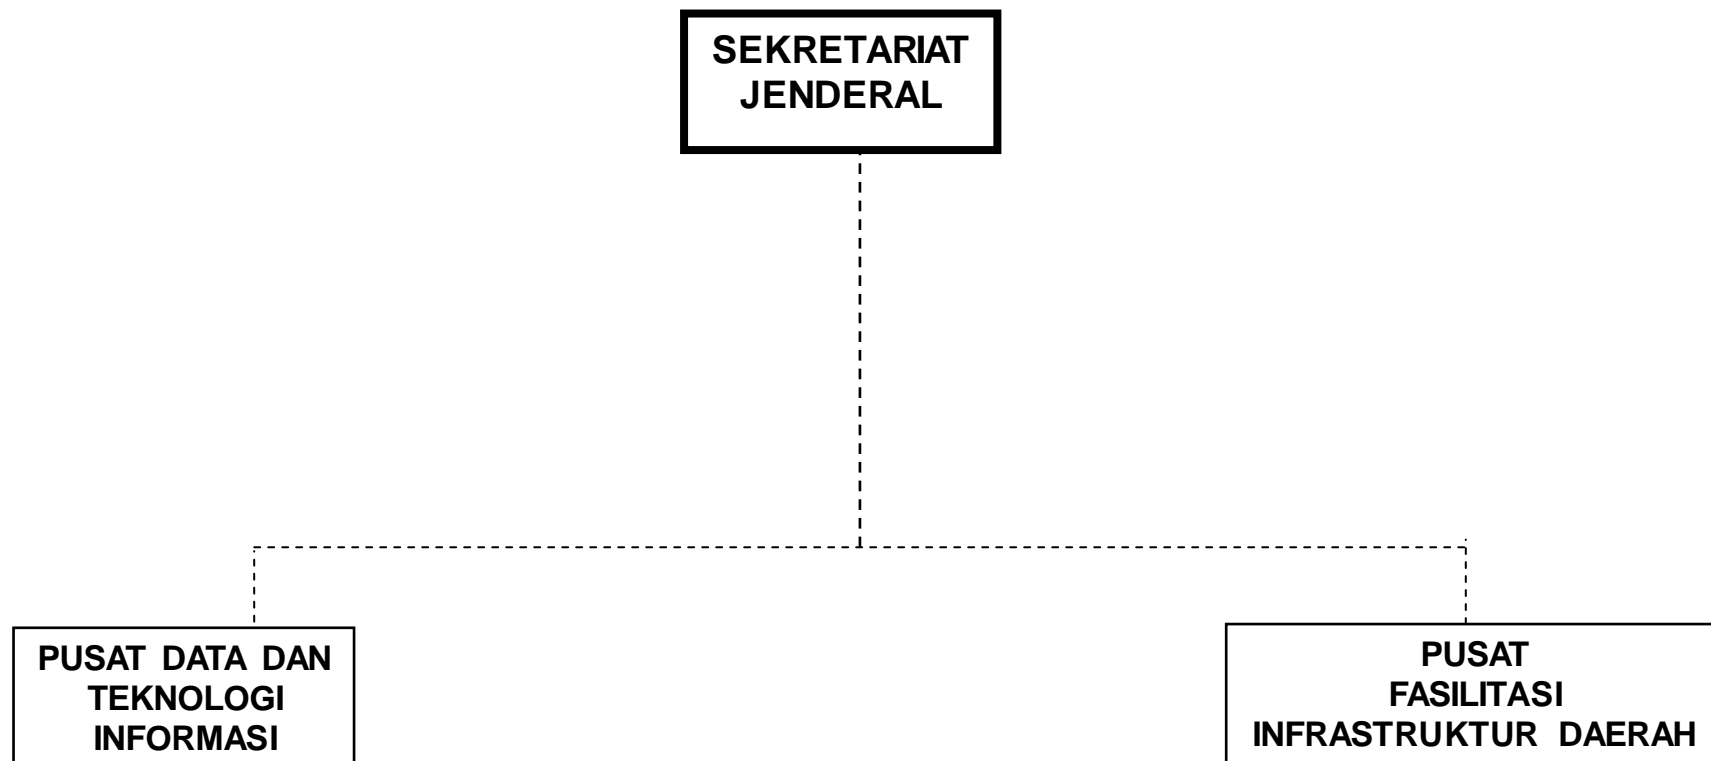 SEKRETARIAT
JENDERAL
PUSAT DATA DAN
TEKNOLOGI
INFORMASI
PUSAT
FASILITASI
INFRASTRUKTUR DAERAH